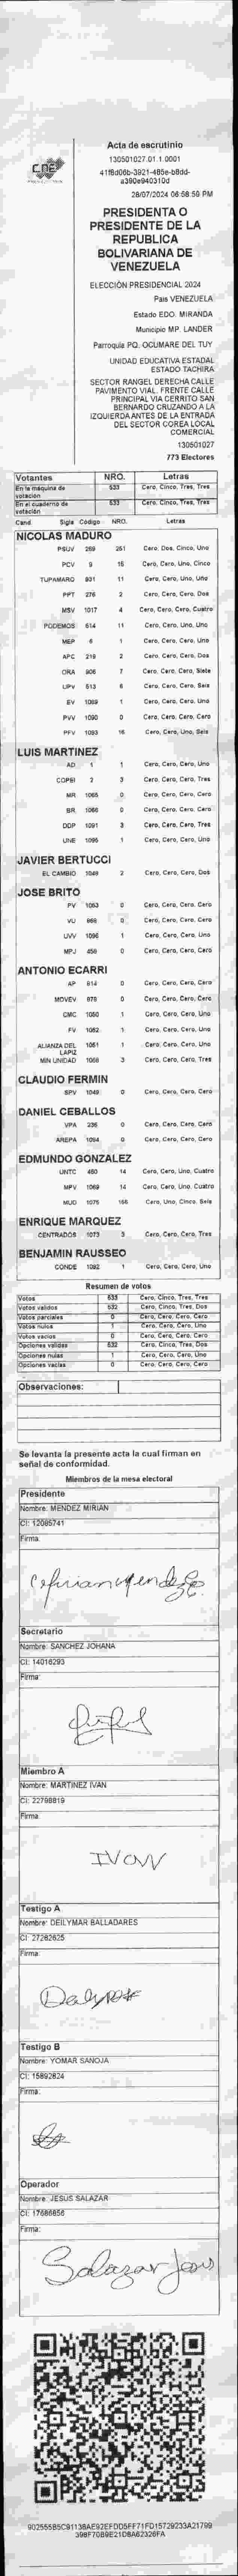 CNE
Acta de escrutinio
130501027.01.1.0001
41f8d06b-3921-486e-b8dd-
a390e940310d
28/07/2024 06:58:50 PM
PRESIDENTA O
PRESIDENTE DE LA
REPUBLICA
BOLIVARIANA DE
VENEZUELA
ELECCIÓN PRESIDENCIAL 2024
Pais VENEZUELA
Estado EDO. MIRANDA
Municipio MP. LANDER
Parroquia PQ. OCUMARE DEL TUY
UNIDAD EDUCATIVA ESTADAL
ESTADO TACHIRA
SECTOR RANGEL DERECHA CALLE
PAVIMENTO VIAL. FRENTE CALLE
PRINCIPAL VIA CERRITO SAN
BERNARDO CRUZANDO A LA
IZQUIERDA ANTES DE LA ENTRADA
DEL SECTOR COREA LOCAL
COMERCIAL
130501027
773 Electores
Votantes NRO. Letras
En la máquina de votación 533 Cero, Cinco, Tres, Tres
En el cuaderno de votación 533 Cero, Cinco, Tres, Tres
Cand Sigla Código NRO. Letras
NICOLAS MADURO
PSUV 269 251 Cero, Dos, Cinco, Uno
PCV 9 15 Cero, Cero, Uno, Cinco
TUPAMARO 931 11 Cero, Cero, Uno, Uno
PPT 276 2 Cero, Cero, Cero, Dos
MSV 1017 4 Cero, Cero, Cero, Cuatro
PODEMOS 514 11 Cero, Cero, Uno, Uno
MEP 6 1 Cero, Cero, Cero, Uno
APC 219 2 Cero, Cero, Cero, Dos
ORA 906 7 Cero, Cero, Cero, Siete
UPV 513 6 Cero, Cero, Cero, Seis
EV 1069 1 Cero, Cero, Cero, Uno
PVV 1090 0 Cero, Cero, Cero, Cero
PFV 1093 16 Cero, Cero, Uno, Seis
LUIS MARTINEZ
AD 1 1 Cero, Cero, Cero, Uno
COPEI 2 3 Cero, Cero, Cero, Tres
MR 1065 0 Cero, Cero, Cero, Cero
BR 1066 0 Cero, Cero, Cero, Cero
DDP 1091 3 Cero, Cero, Cero, Tres
UNE 1095 1 Cero, Cero, Cero, Uno
JAVIER BERTUCCI
EL CAMBIO 1049 2 Cero, Cero, Cero, Dos
JOSE BRITO
PV 1053 0 Cero, Cero, Cero, Cero
VU 868 0 Cero, Cero, Cero, Cero
UVV 1096 1 Cero, Cero, Cero, Uno
MPJ 458 0 Cero, Cero, Cero, Cero
ANTONIO ECARRI
AP 814 0 Cero, Cero, Cero, Cero
MOVEV 979 0 Cero, Cero, Cero, Cero
CMC 1050 1 Cero, Cero, Cero, Uno
FV 1082 1 Cero, Cero, Cero, Uno
ALIANZA DEL LAPIZ 1051 1 Cero, Cero, Cero, Uno
MIN UNIDAD 1068 3 Cero, Cero, Cero, Tres
CLAUDIO FERMIN
SPV 1048 0 Cero, Cero, Cero, Cero
DANIEL CEBALLOS
VPA 235 0 Cero, Cero, Cero, Cero
AREPA 1094 0 Cero, Cero, Cero, Cero
EDMUNDO GONZALEZ
UNTC 460 14 Cero, Cero, Uno, Cuatro
MPV 1069 14 Cero, Cero, Uno, Cuatro
MUD 1075 156 Cero, Uno, Cinco, Seis
ENRIQUE MARQUEZ
CENTRADOS 1073 3 Cero, Cero, Cero, Tres
BENJAMIN RAUSSEO
CONDE 1092 1 Cero, Cero, Cero, Uno
Resumen de votos
Votos 533 Cero, Cinco, Tres, Tres
Votos validos 532 Cero, Cinco, Tres, Dos
Votos parciales 0 Cero, Cero, Cero, Cero
Votos nulos 1 Cero, Cero, Cero, Uno
Votos vacios 0 Cero, Cero, Cero, Cero
Opciones validas 532 Cero, Cinco, Tres, Dos
Opciones nulas 1 Cero, Cero, Cero, Uno
Opciones vacias 0 Cero, Cero, Cero, Cero
Observaciones:
Se levanta la presente acta la cual firman en
señal de conformidad.
Miembros de la mesa electoral
Presidente
Nombre: MENDEZ MIRIAN
CI: 12085741
Firma:
Secretario
Nombre: SANCHEZ JOHANA
CI: 14016293
Firma:
Miembro A
Nombre: MARTINEZ IVAN
CI: 22798819
Firma:
IVAN
Testigo A
Nombre: DEILYMAR BALLADARES
CI: 27262625
Firma:
Testigo B
Nombre: YOMAR SANOJA
CI: 15892824
Firma:
Operador
Nombre: JESUS SALAZAR
CI: 17686856
Firma:
Salazar Jesus
902555B5C91138AE92EFDD5FF71FD15729233A21799
398F70B9E21D8A62326FA